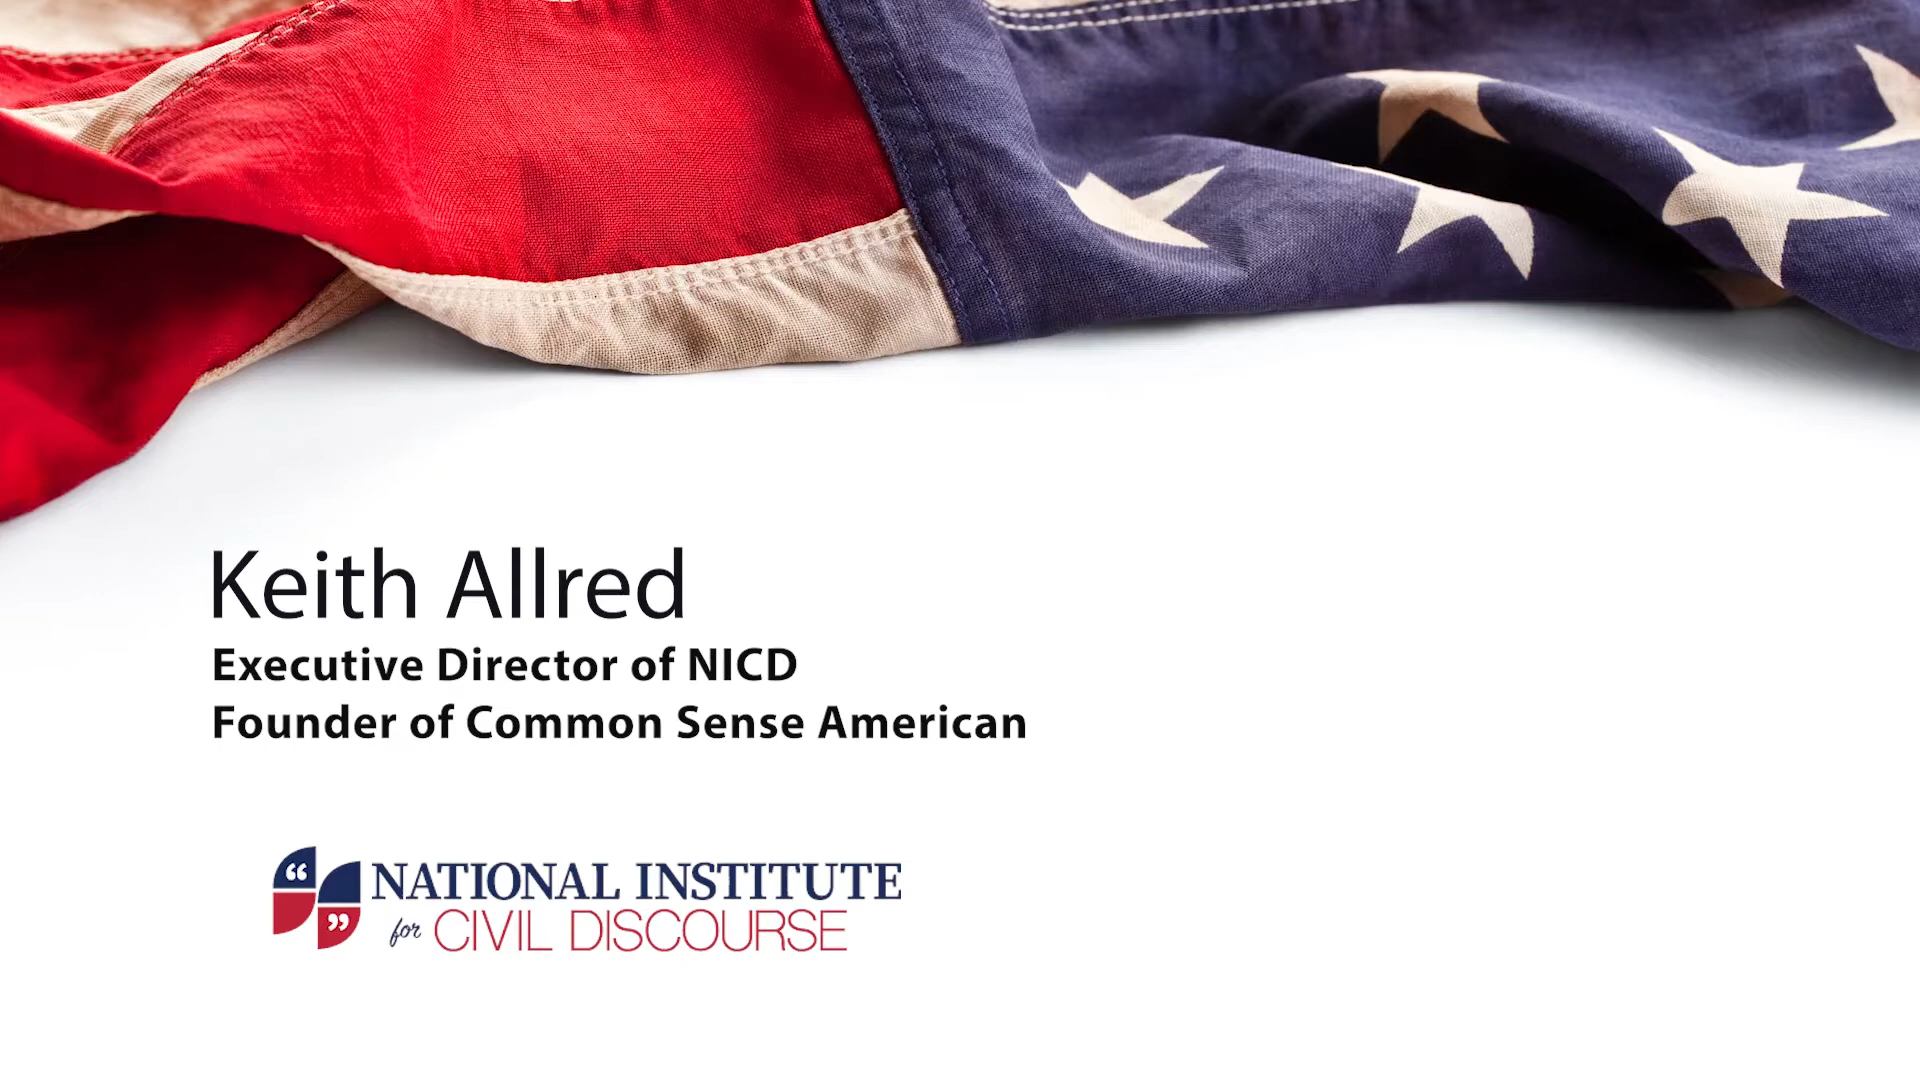 Keith Allred
Executive Director of NICD
Founder of Common Sense American
“ NATIONAL INSTITUTE
” for CIVIL DISCOURSE